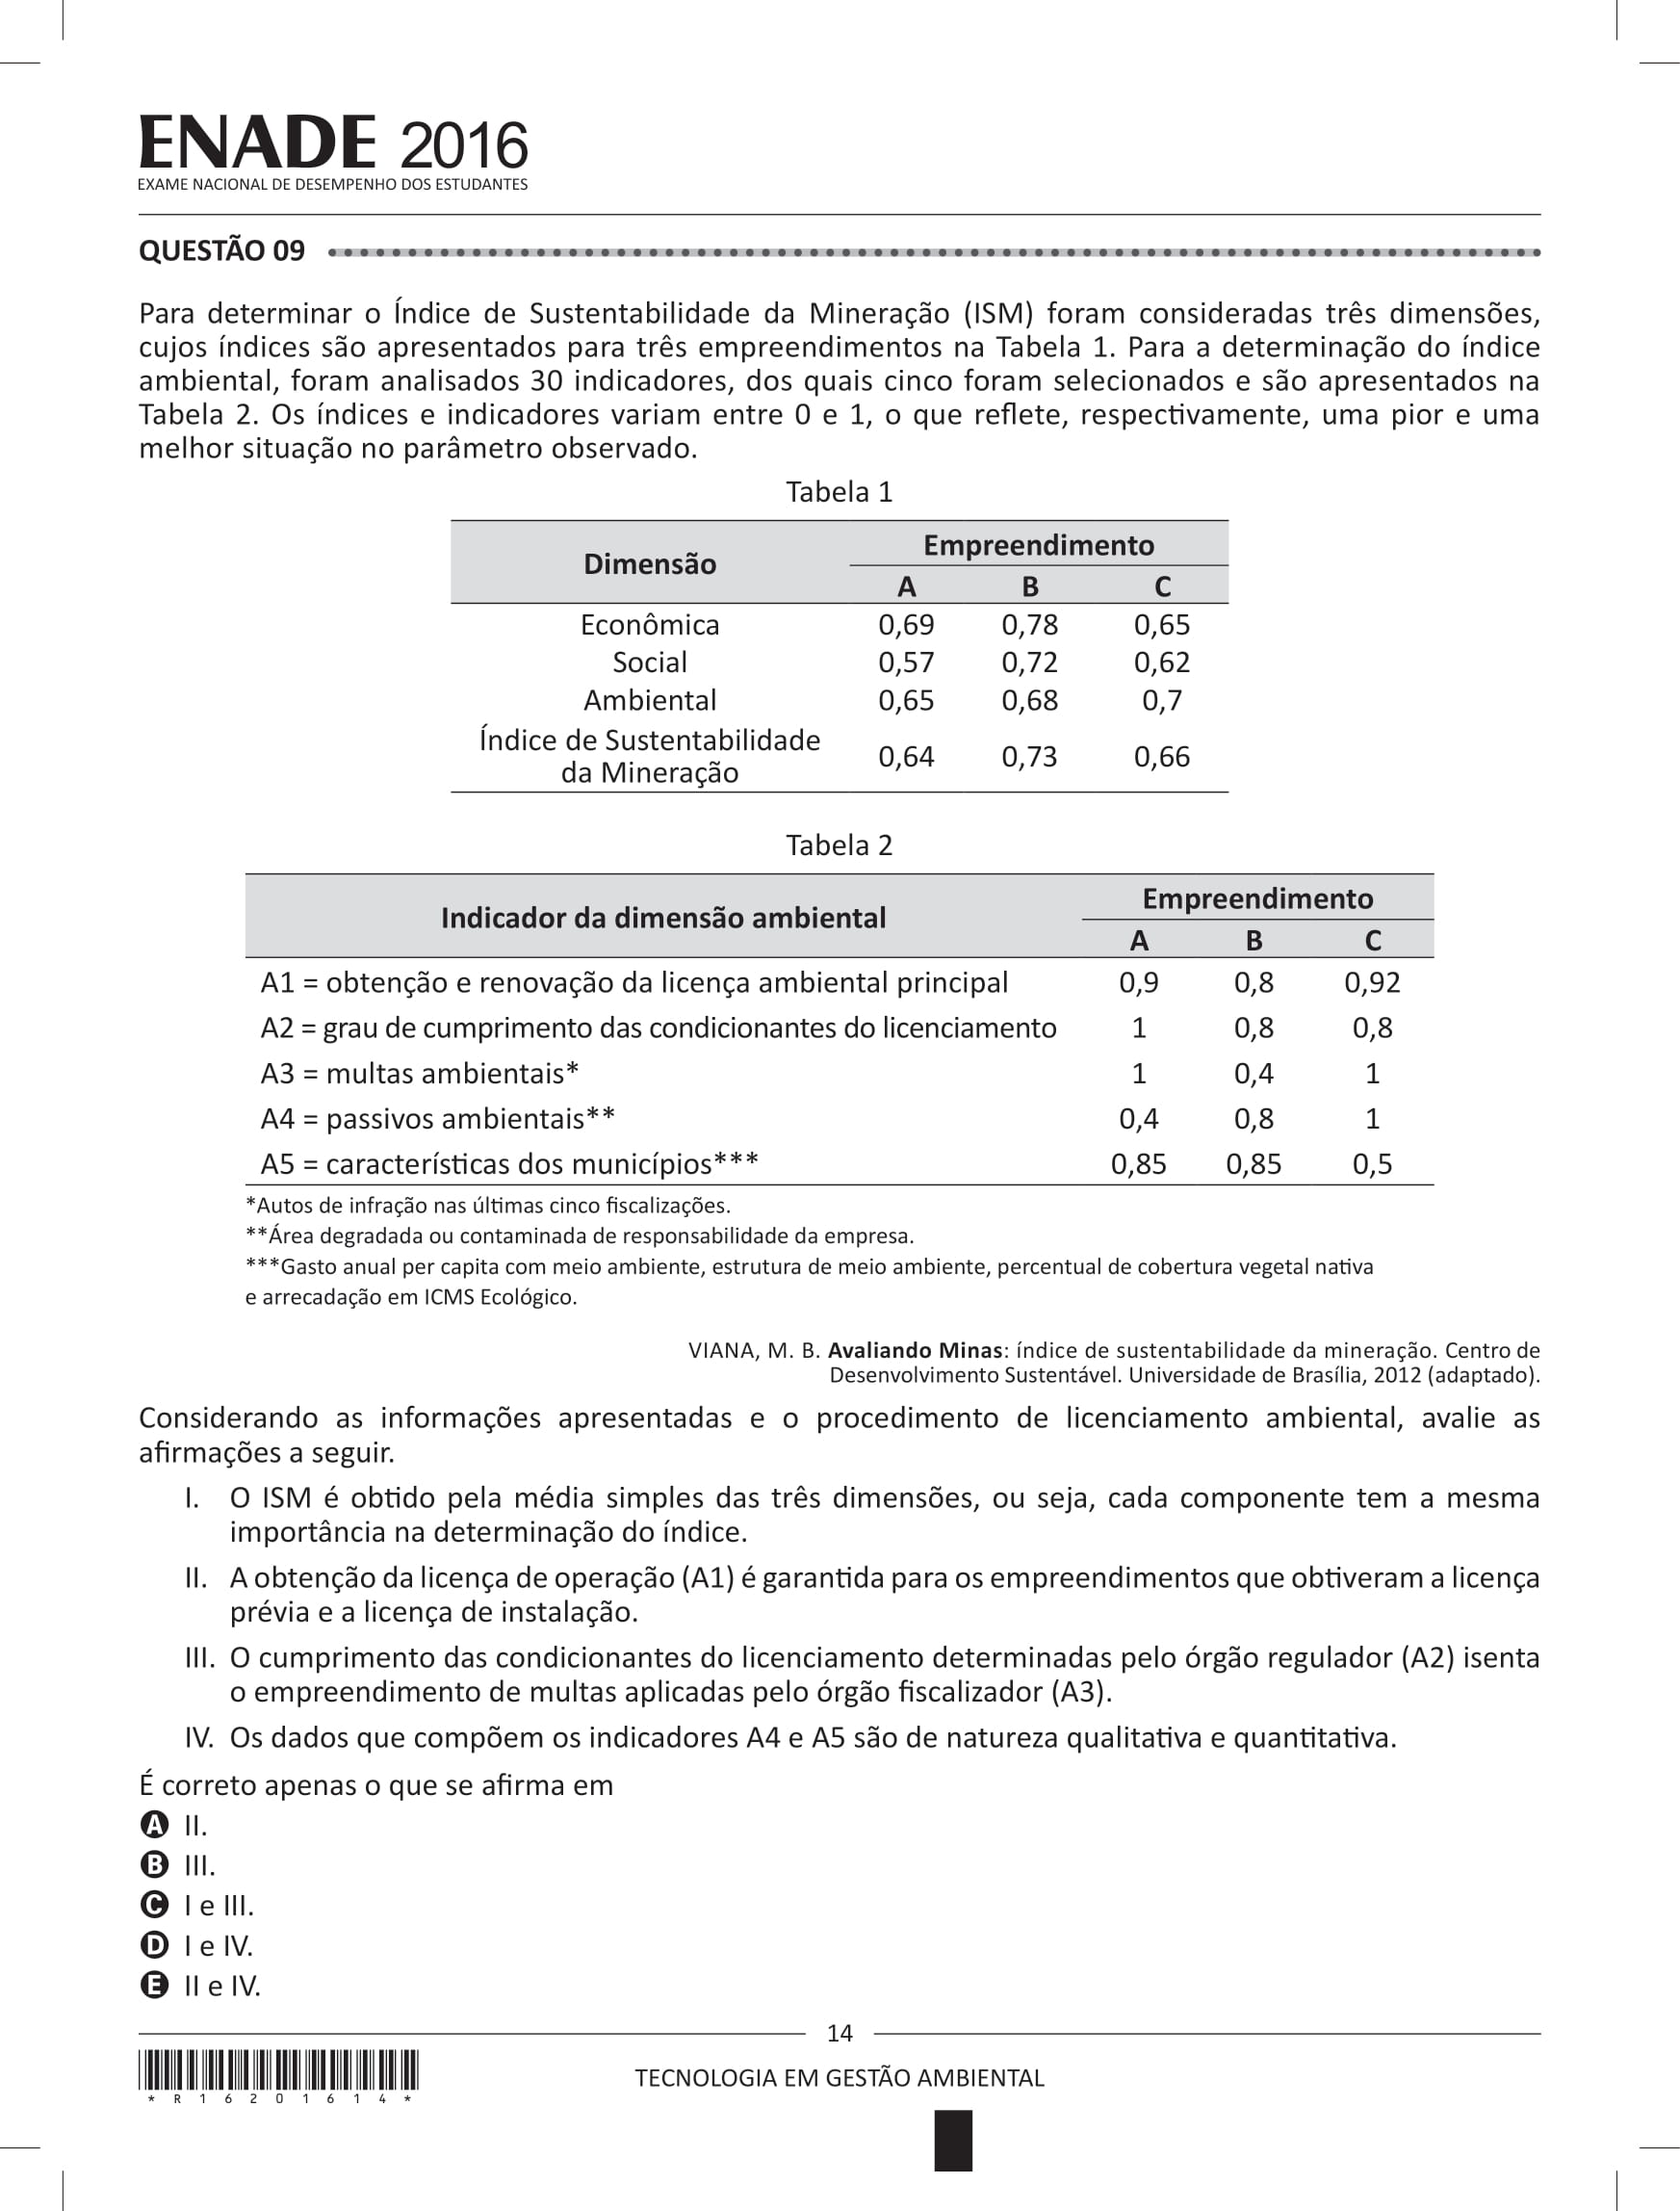 ENADE 2016
EXAME NACIONAL DE DESEMPENHO DOS ESTUDANTES
QUESTÃO 09
Para determinar o Índice de Sustentabilidade da Mineração (ISM) foram consideradas três dimensões,
cujos índices são apresentados para três empreendimentos na Tabela 1. Para a determinação do índice
ambiental, foram analisados 30 indicadores, dos quais cinco foram selecionados e são apresentados na
Tabela 2. Os índices e indicadores variam entre 0 e 1, o que reflete, respectivamente, uma pior e uma
melhor situação no parâmetro observado.
Tabela 1
Dimensão Empreendimento
A B C
Econômica 0,69 0,78 0,65
Social 0,57 0,72 0,62
Ambiental 0,65 0,68 0,7
Índice de Sustentabilidade
da Mineração 0,64 0,73 0,66
Tabela 2
Indicador da dimensão ambiental Empreendimento
A B C
A1 = obtenção e renovação da licença ambiental principal 0,9 0,8 0,92
A2 = grau de cumprimento das condicionantes do licenciamento 1 0,8 0,8
A3 = multas ambientais* 1 0,4 1
A4 = passivos ambientais** 0,4 0,8 1
A5 = características dos municípios*** 0,85 0,85 0,5
*Autos de infração nas últimas cinco fiscalizações.
**Área degradada ou contaminada de responsabilidade da empresa.
***Gasto anual per capita com meio ambiente, estrutura de meio ambiente, percentual de cobertura vegetal nativa
e arrecadação em ICMS Ecológico.
VIANA, M. B. Avaliando Minas: índice de sustentabilidade da mineração. Centro de
Desenvolvimento Sustentável. Universidade de Brasília, 2012 (adaptado).
Considerando as informações apresentadas e o procedimento de licenciamento ambiental, avalie as
afirmações a seguir.
I. O ISM é obtido pela média simples das três dimensões, ou seja, cada componente tem a mesma
importância na determinação do índice.
II. A obtenção da licença de operação (A1) é garantida para os empreendimentos que obtiveram a licença
prévia e a licença de instalação.
III. O cumprimento das condicionantes do licenciamento determinadas pelo órgão regulador (A2) isenta
o empreendimento de multas aplicadas pelo órgão fiscalizador (A3).
IV. Os dados que compõem os indicadores A4 e A5 são de natureza qualitativa e quantitativa.
É correto apenas o que se afirma em
A II.
B III.
C I e III.
D I e IV.
E II e IV.
14
TECNOLOGIA EM GESTÃO AMBIENTAL
* R 1 6 2 0 1 6 1 4 *